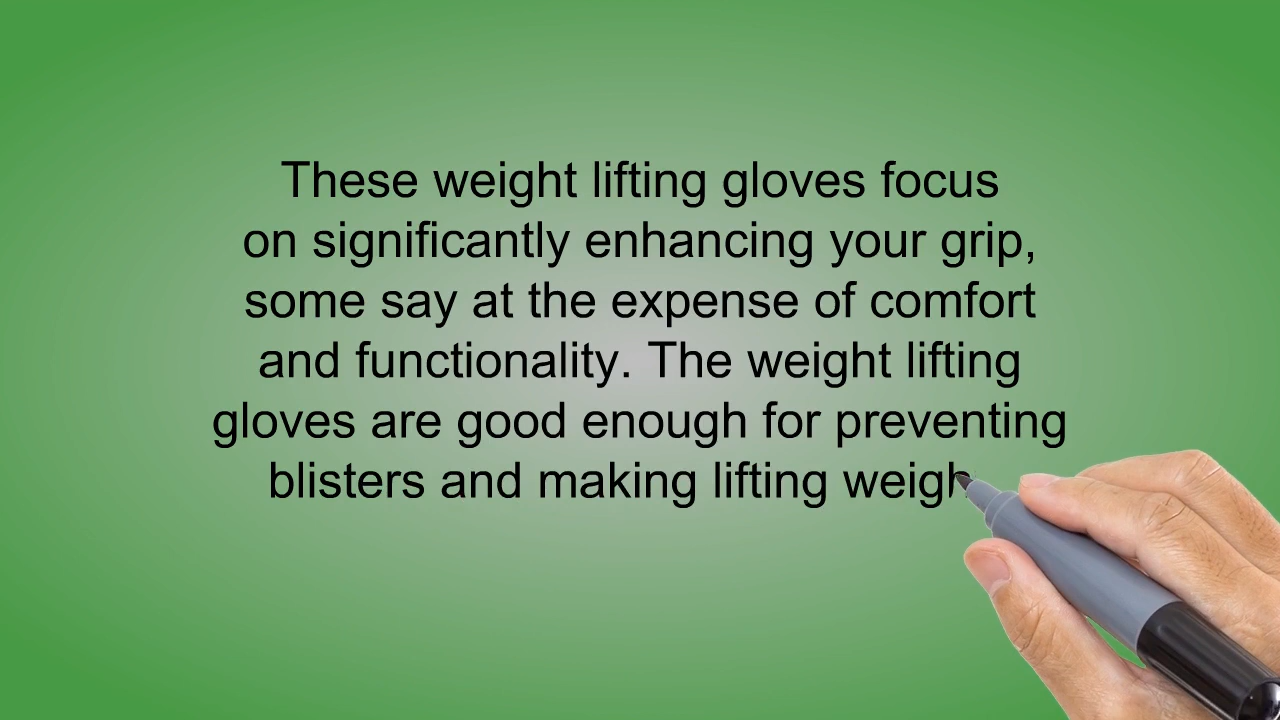 These weight lifting gloves focus
on significantly enhancing your grip,
some say at the expense of comfort
and functionality. The weight lifting
gloves are good enough for preventing
blisters and making lifting weigh